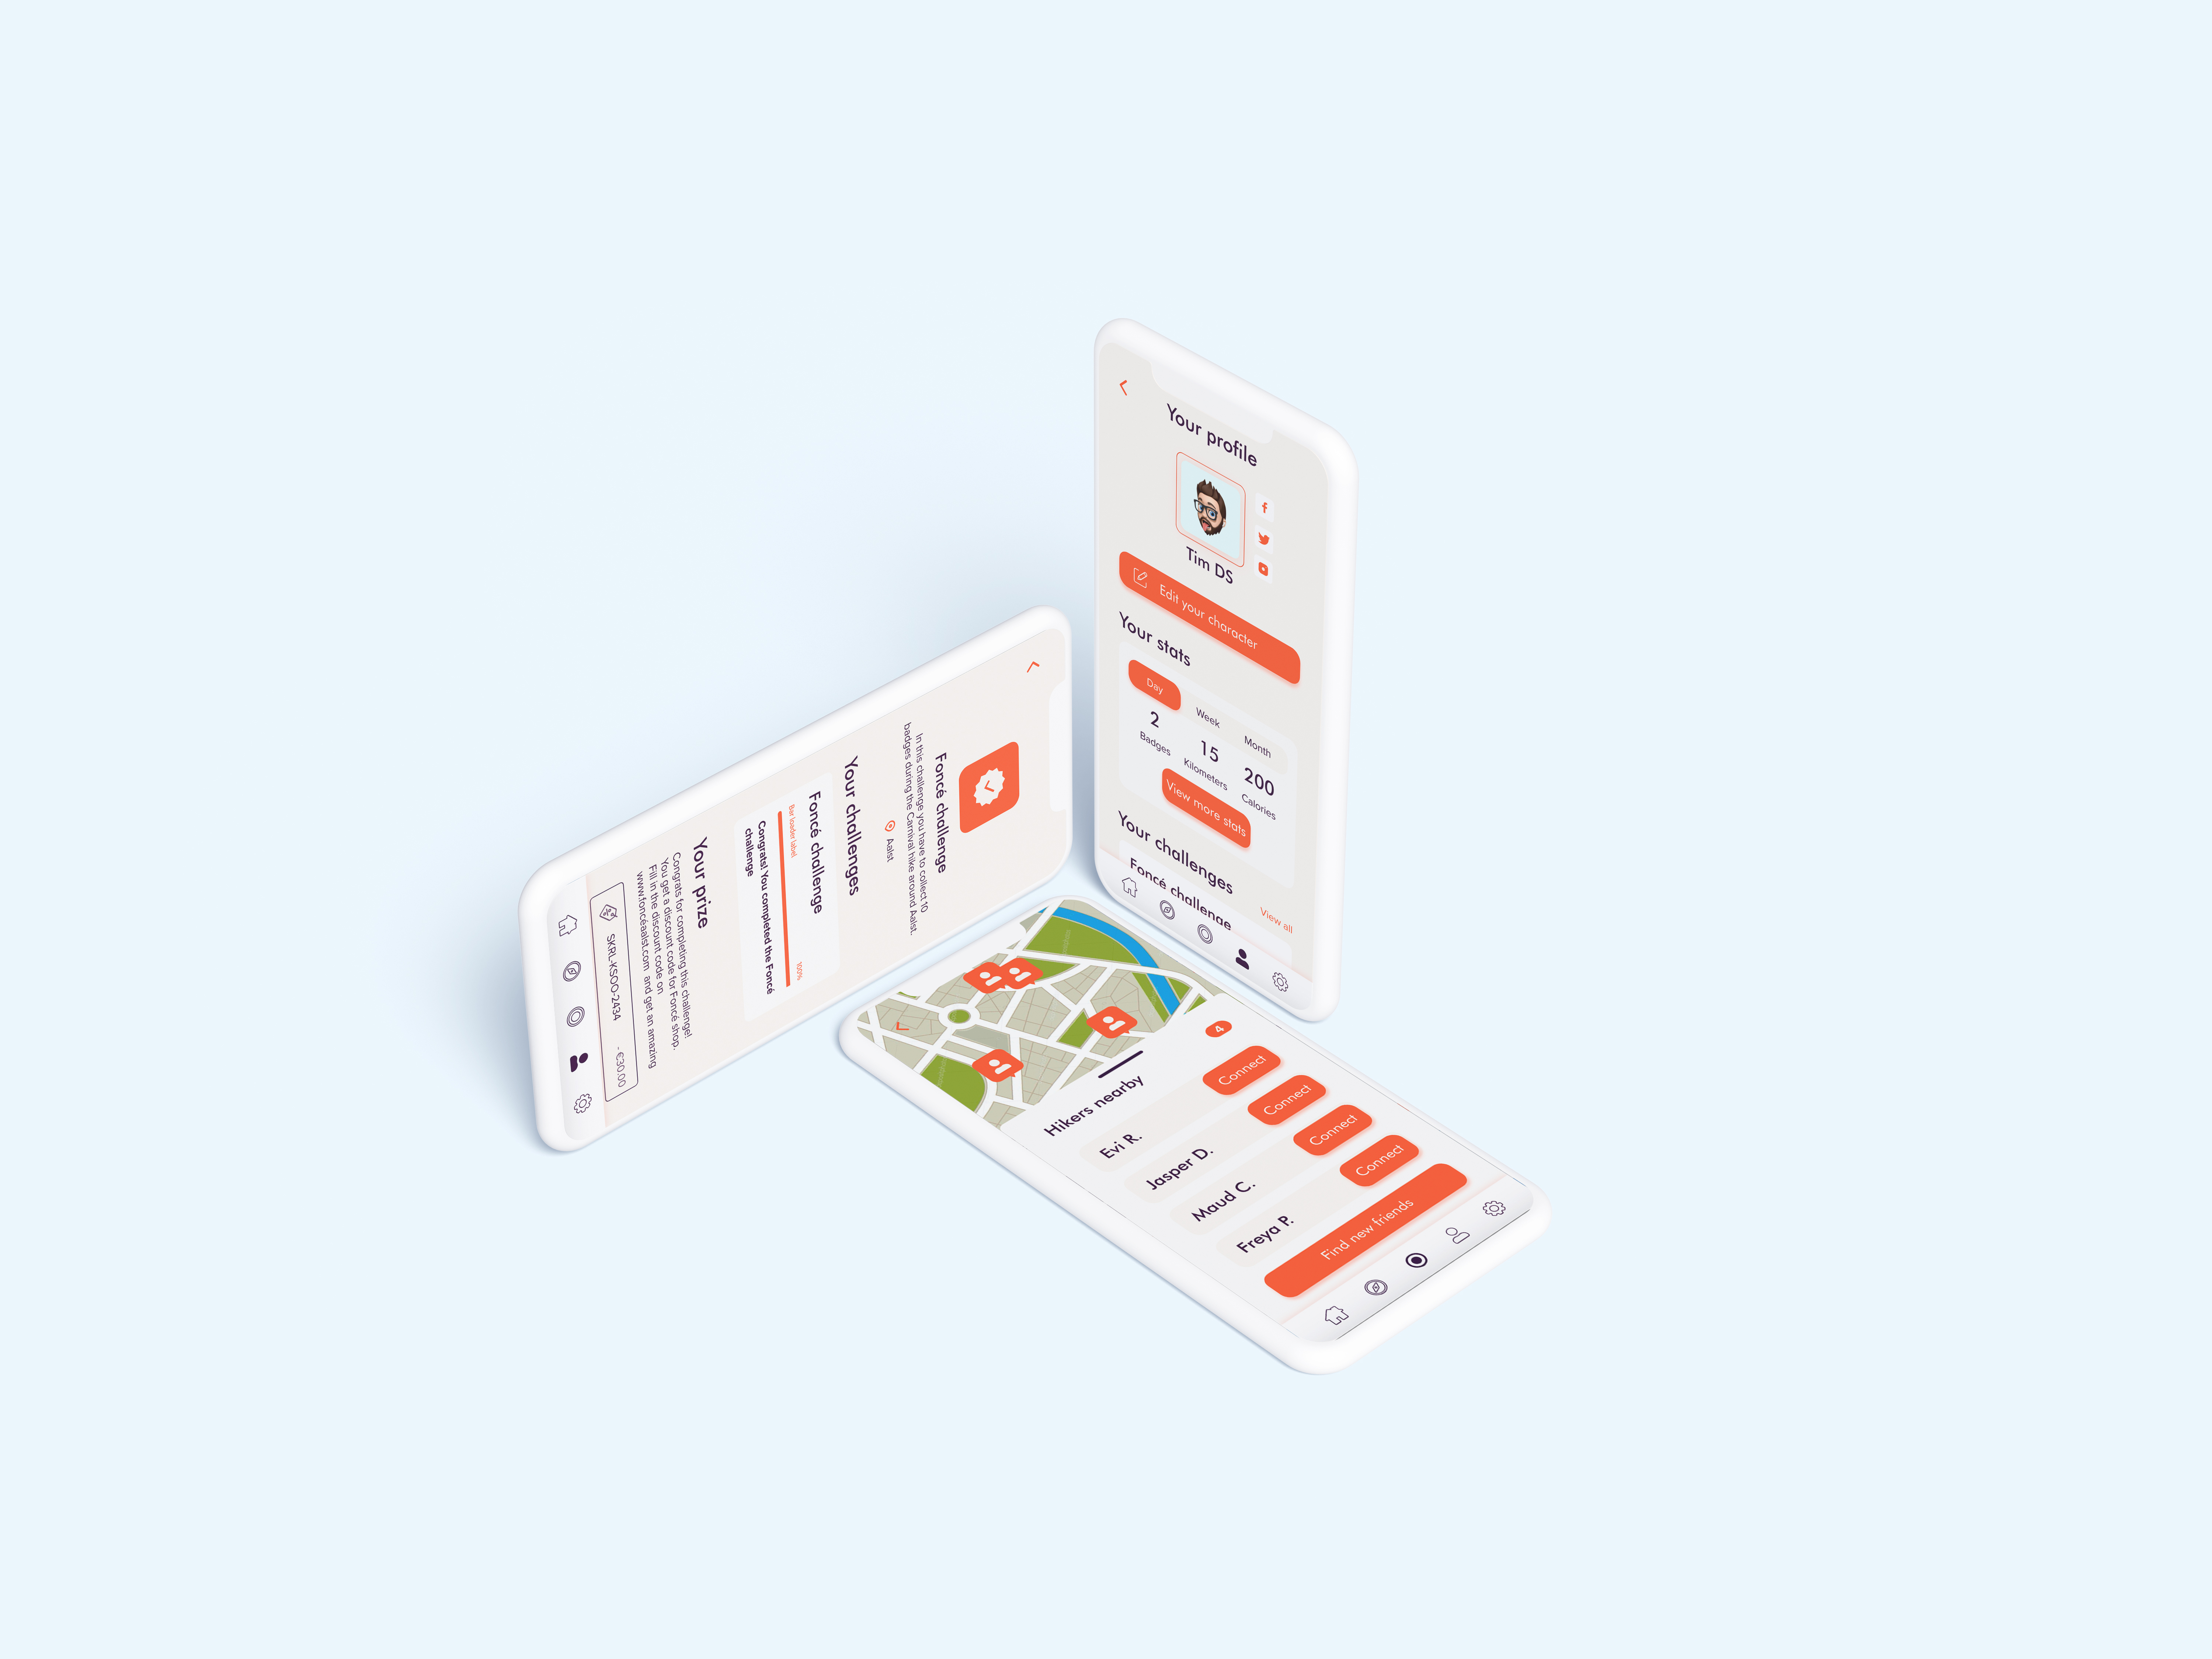 Your profile
Tim DS
Edit your character
Your stats
Day Week Month
2 15 200
Badges Kilometers Calories
View more stats
Your challenges
View all
Foncé challenge
Foncé challenge
In this challenge you have to collect 10
badges during the Carnival hike around Aalst.
Aalst
Your challenges
Foncé challenge
Bar loader label 100%
Congrats! You completed the Foncé
challenge
Your prize
Congrats for completing this challenge!
You get a discount code for Foncé shop.
Fill in the discount code on
www.foncéaalst.com and get an amazing
SKRL-KSOO-2434 - €30.00
Hikers nearby 4
Evi R. Connect
Jasper D. Connect
Maud C. Connect
Freya P. Connect
Find new friends